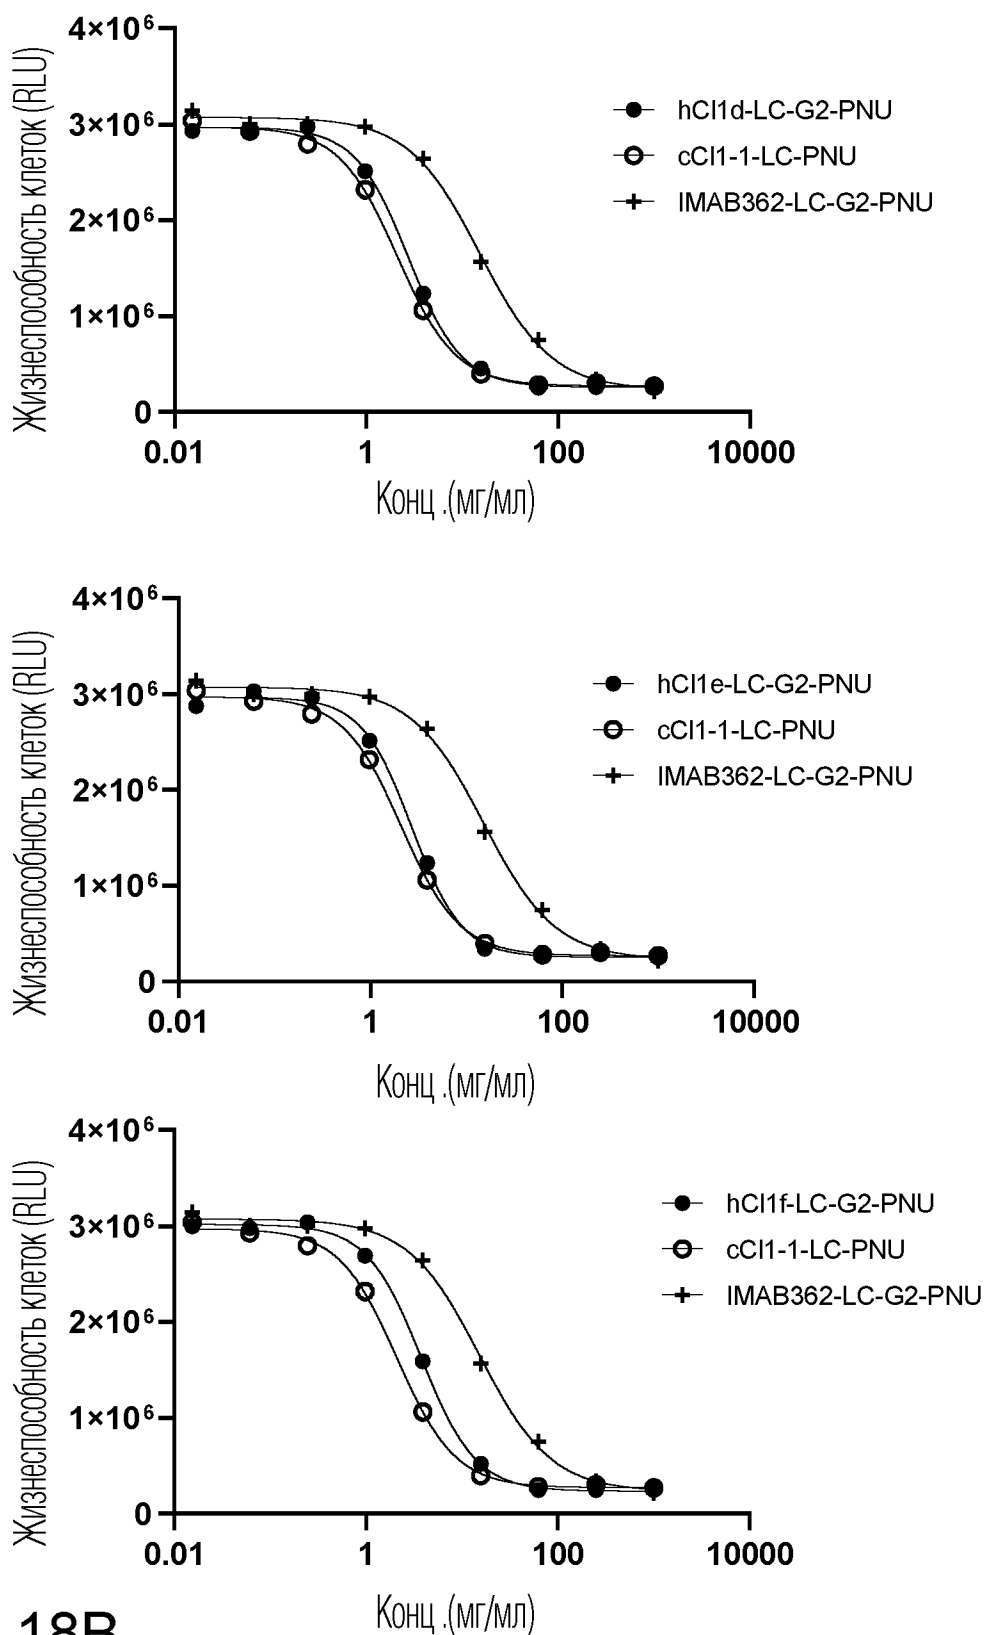 4×10⁶
3×10⁶
2×10⁶
1×10⁶
0
Жизнеспособность клеток (RLU)
hCl1d-LC-G2-PNU
cCl1-1-LC-PNU
IMAB362-LC-G2-PNU
0.01 1 100 10000
Конц .(мг/мл)
4×10⁶
3×10⁶
2×10⁶
1×10⁶
0
Жизнеспособность клеток (RLU)
hCl1e-LC-G2-PNU
cCl1-1-LC-PNU
IMAB362-LC-G2-PNU
0.01 1 100 10000
Конц .(мг/мл)
4×10⁶
3×10⁶
2×10⁶
1×10⁶
0
Жизнеспособность клеток (RLU)
hCl1f-LC-G2-PNU
cCl1-1-LC-PNU
IMAB362-LC-G2-PNU
0.01 1 100 10000
Конц .(мг/мл)
18B